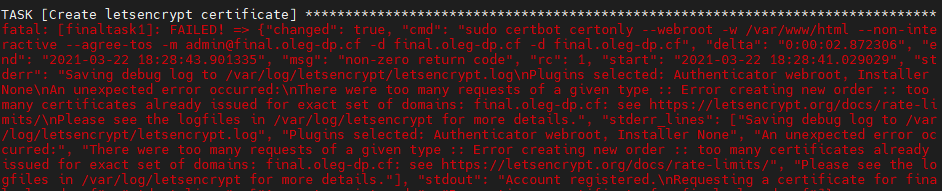 TASK [Create letsencrypt certificate] *******************************************************************************
fatal: [finaltask1]: FAILED! => {"changed": true, "cmd": "sudo certbot certonly --webroot -w /var/www/html --non-inte
ractive --agree-tos -m admin@final.oleg-dp.cf -d final.oleg-dp.cf -d final.oleg-dp.cf", "delta": "0:00:02.872306", "e
nd": "2021-03-22 18:28:43.901335", "msg": "non-zero return code", "rc": 1, "start": "2021-03-22 18:28:41.029029", "st
derr": "Saving debug log to /var/log/letsencrypt/letsencrypt.log\nPlugins selected: Authenticator webroot, Installer
None\nAn unexpected error occurred:\nThere were too many requests of a given type :: Error creating new order :: too
many certificates already issued for exact set of domains: final.oleg-dp.cf: see https://letsencrypt.org/docs/rate-li
mits/\nPlease see the logfiles in /var/log/letsencrypt for more details.", "stderr_lines": ["Saving debug log to /var
/log/letsencrypt/letsencrypt.log", "Plugins selected: Authenticator webroot, Installer None", "An unexpected error oc
curred:", "There were too many requests of a given type :: Error creating new order :: too many certificates already
issued for exact set of domains: final.oleg-dp.cf: see https://letsencrypt.org/docs/rate-limits/", "Please see the lo
gfiles in /var/log/letsencrypt for more details."], "stdout": "Account registered.\nRequesting a certificate for fina